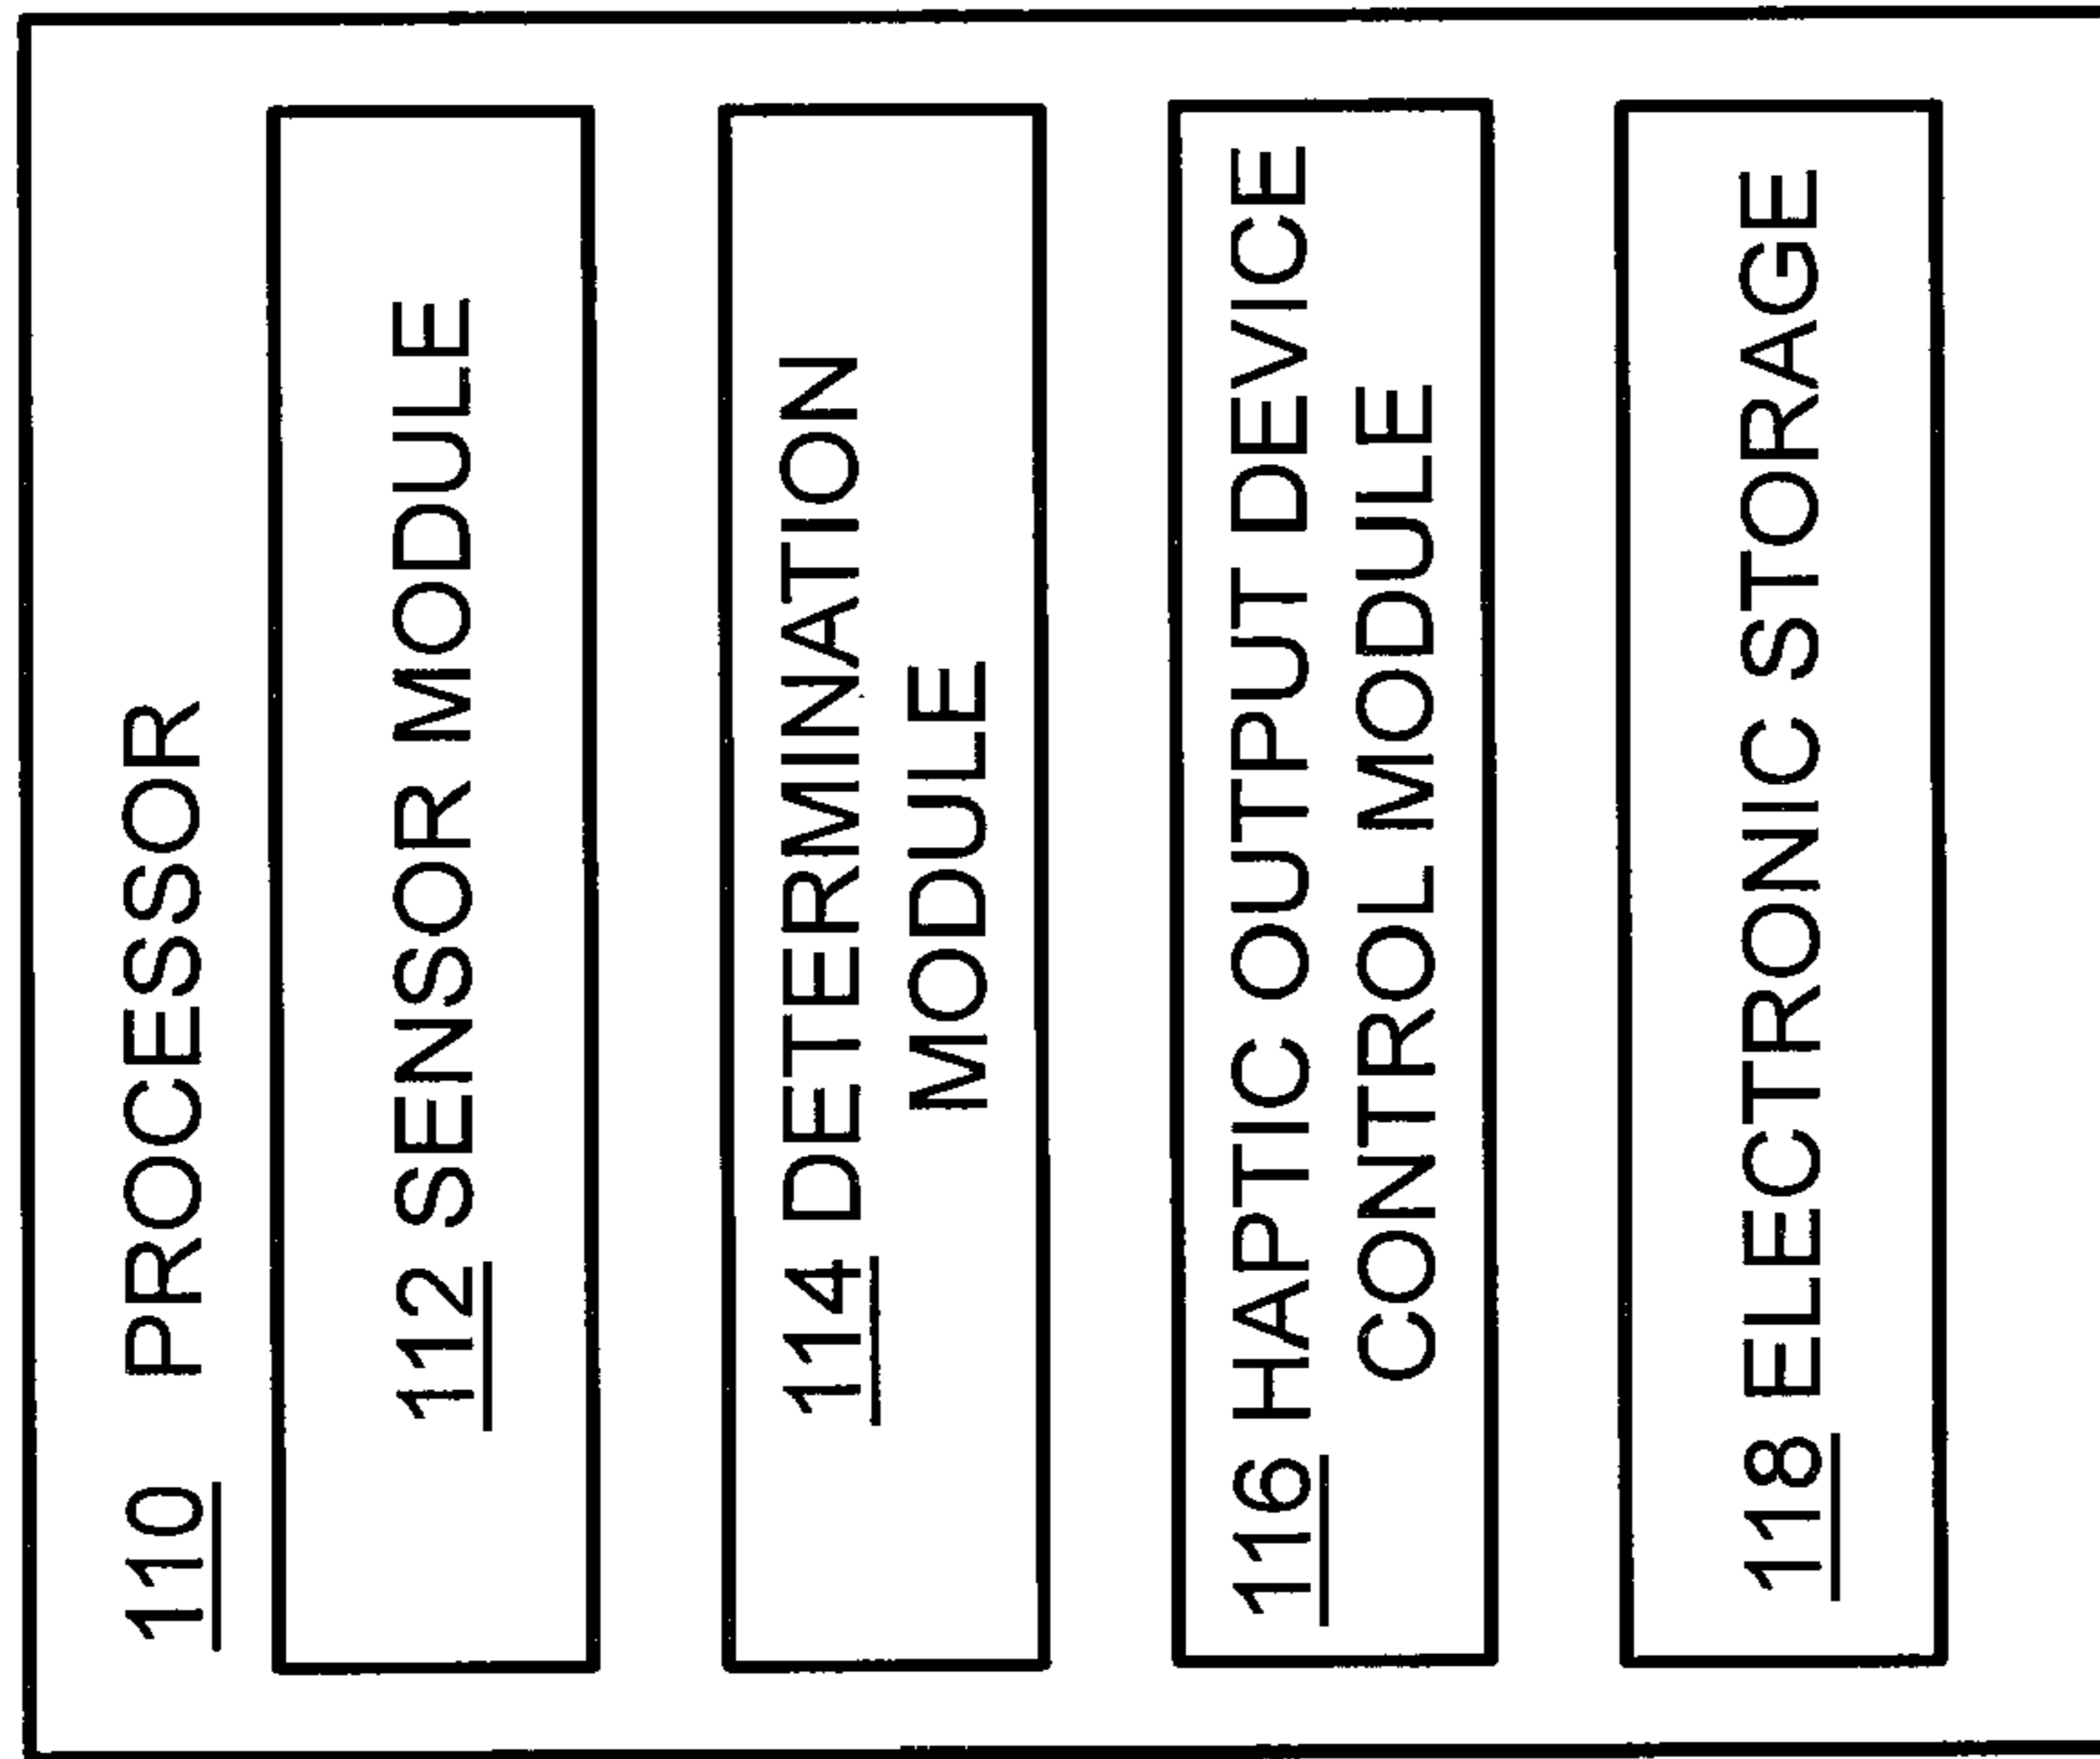 110 PROCESSOR
112 SENSOR MODULE
114 DETERMINATION
MODULE
116 HAPTIC OUTPUT DEVICE
CONTROL MODULE
118 ELECTRONIC STORAGE